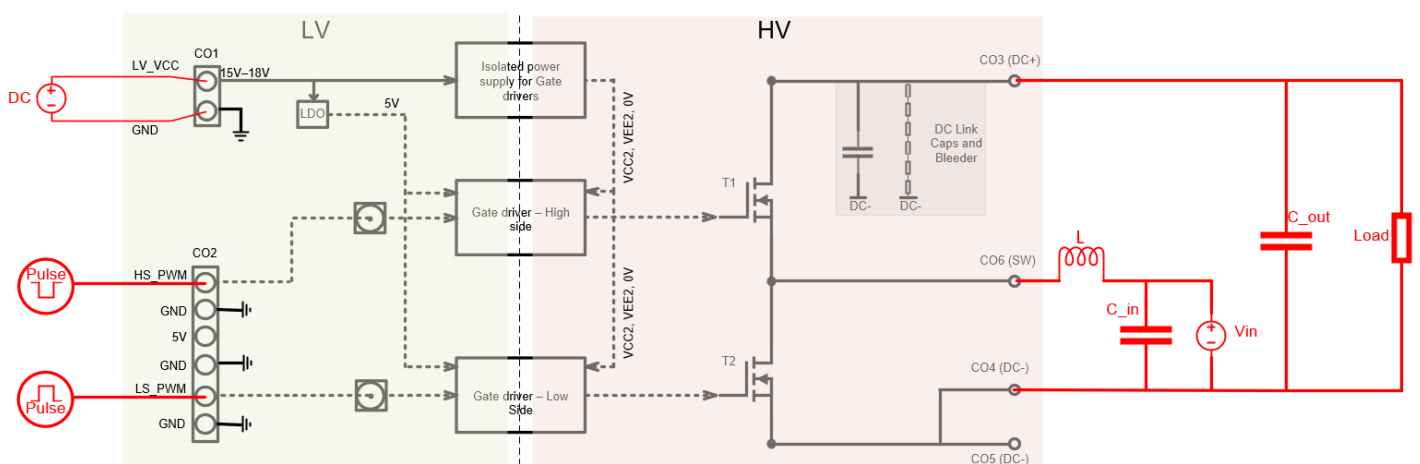 LV
HV
CO1
LV_VCC
15V–18V
DC
GND
LDO
5V
Isolated power
supply for Gate
drivers
VCC2, VEE2, 0V
CO3 (DC+)
DC Link
Caps and
Bleeder
DC-
DC-
T1
Gate driver – High
side
C_out
Load
L
CO6 (SW)
CO2
Pulse
HS_PWM
GND
5V
GND
LS_PWM
Pulse
GND
VCC2, VEE2, 0V
C_in
Vin
T2
CO4 (DC-)
Gate driver – Low
Side
CO5 (DC-)